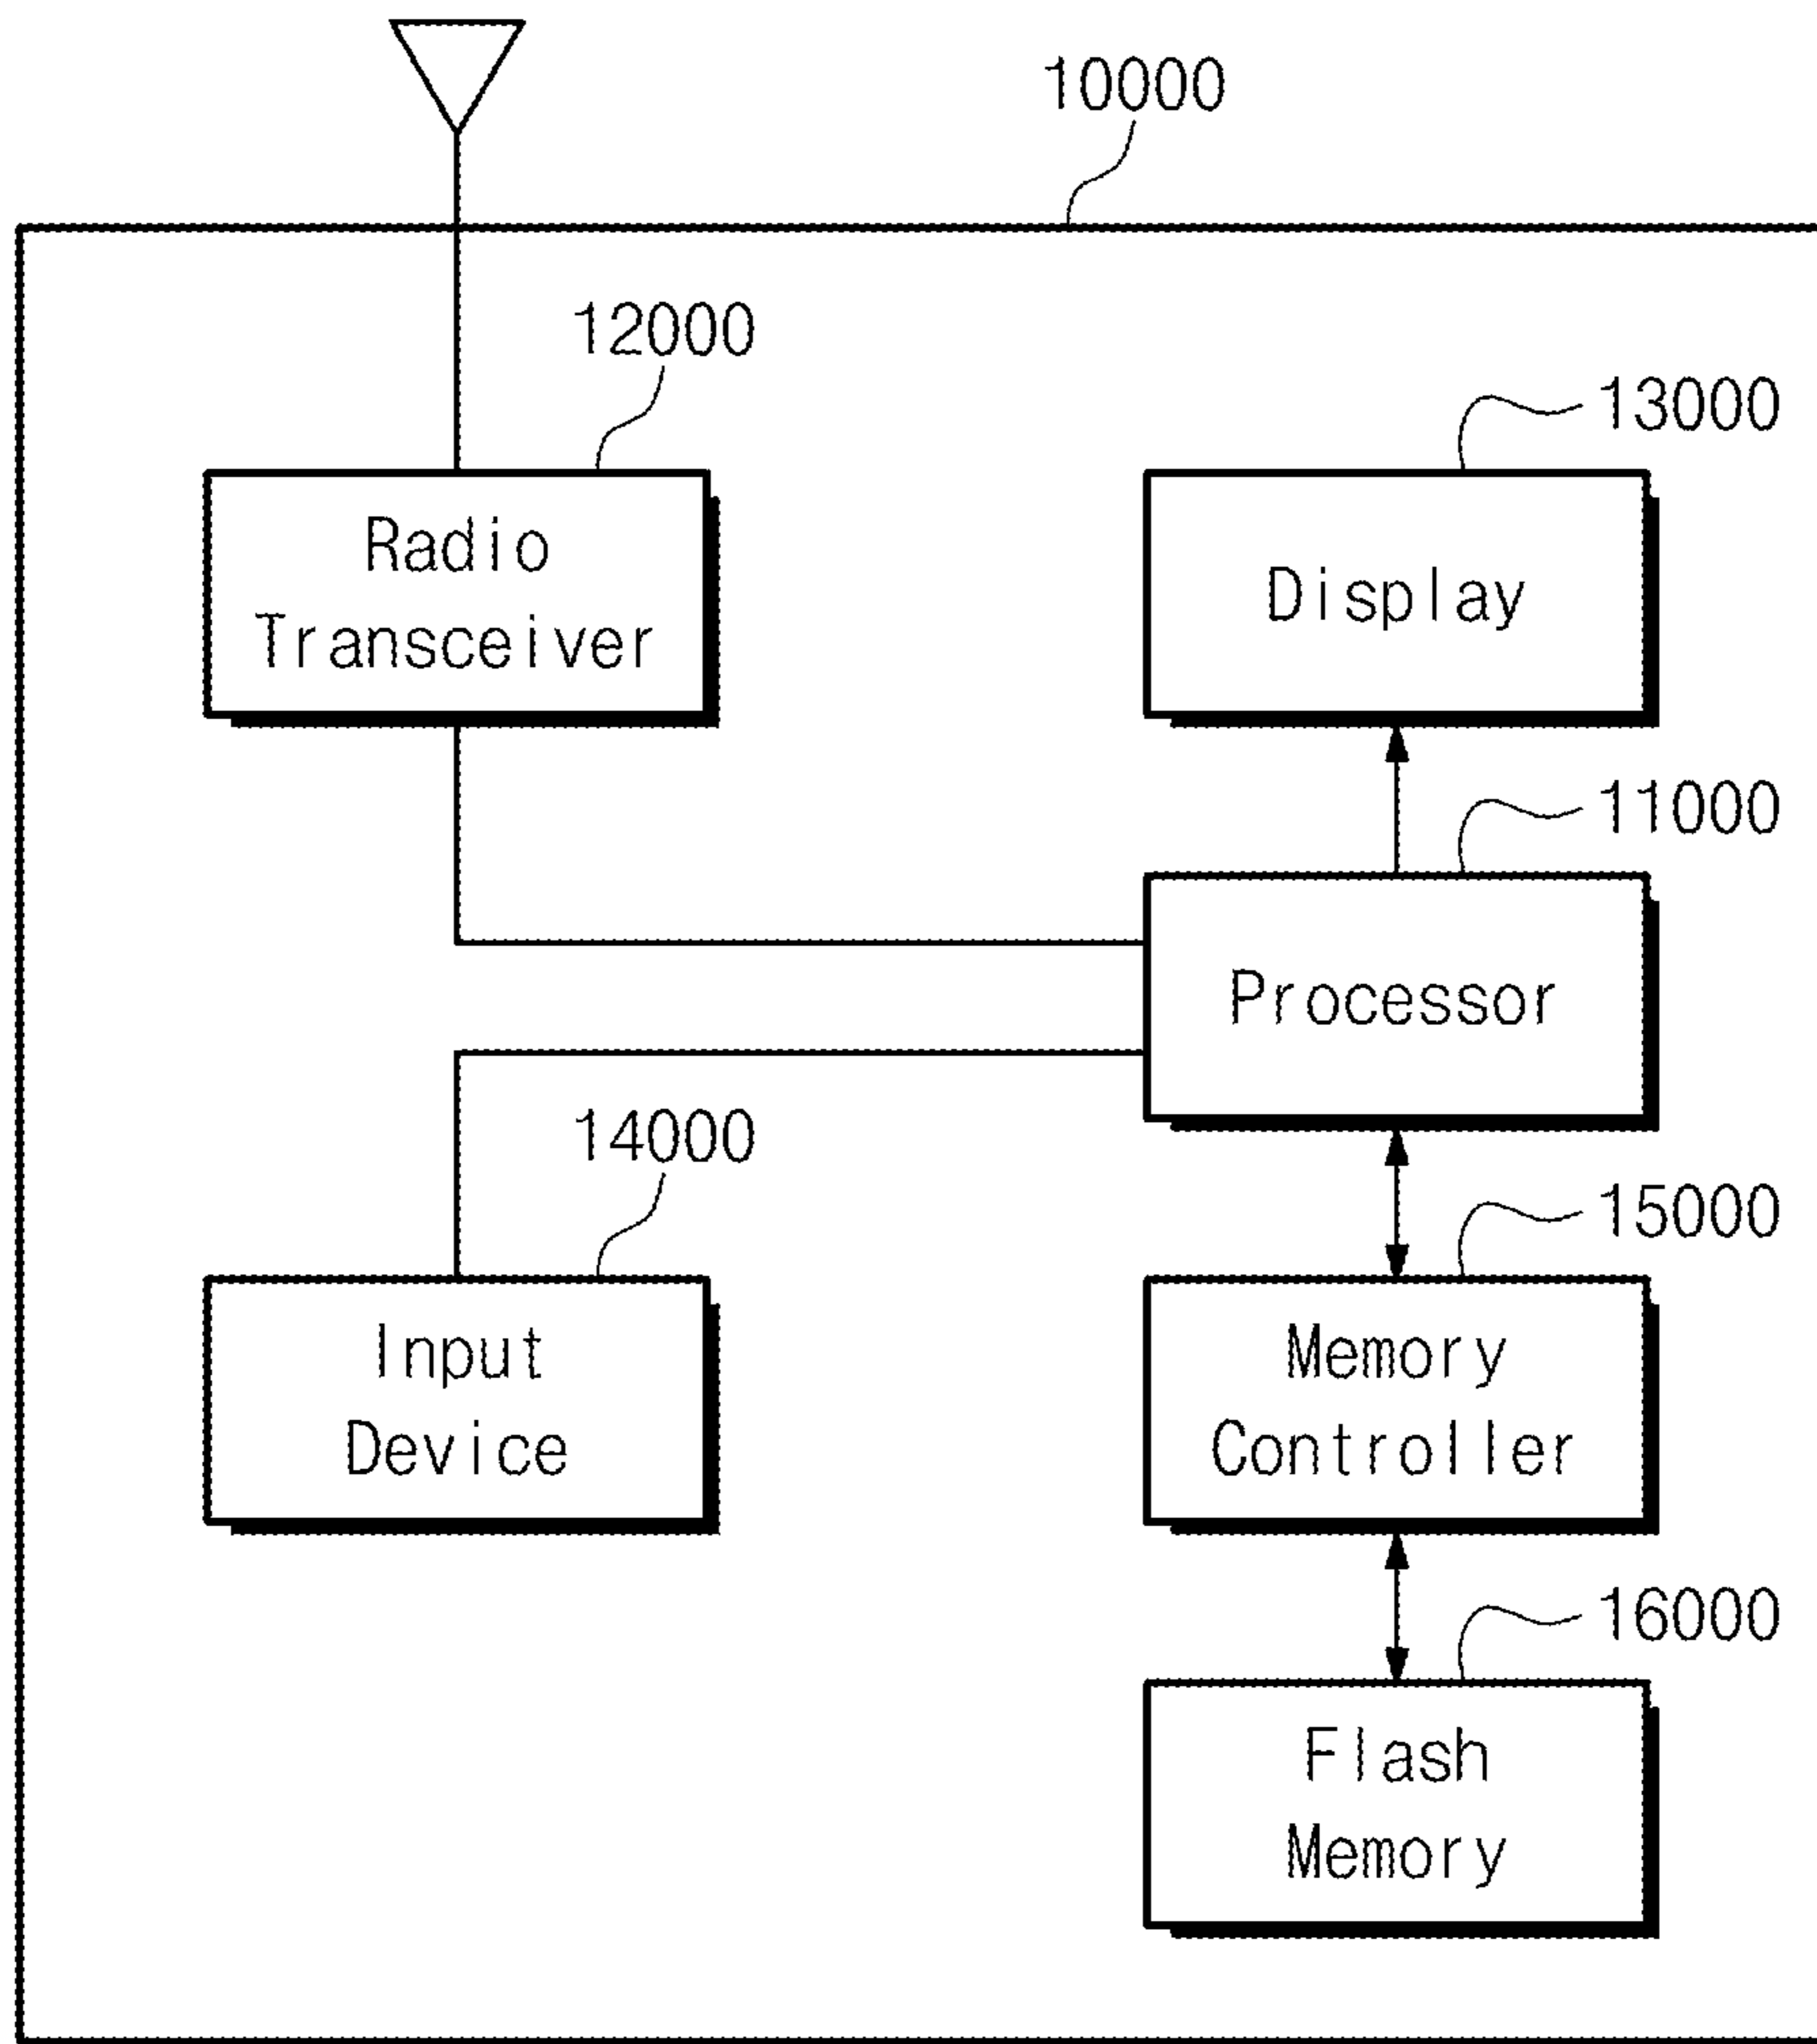 10000
12000
13000
Radio
Transceiver
Display
11000
Processor
14000
15000
Input
Device
Memory
Controller
16000
Flash
Memory